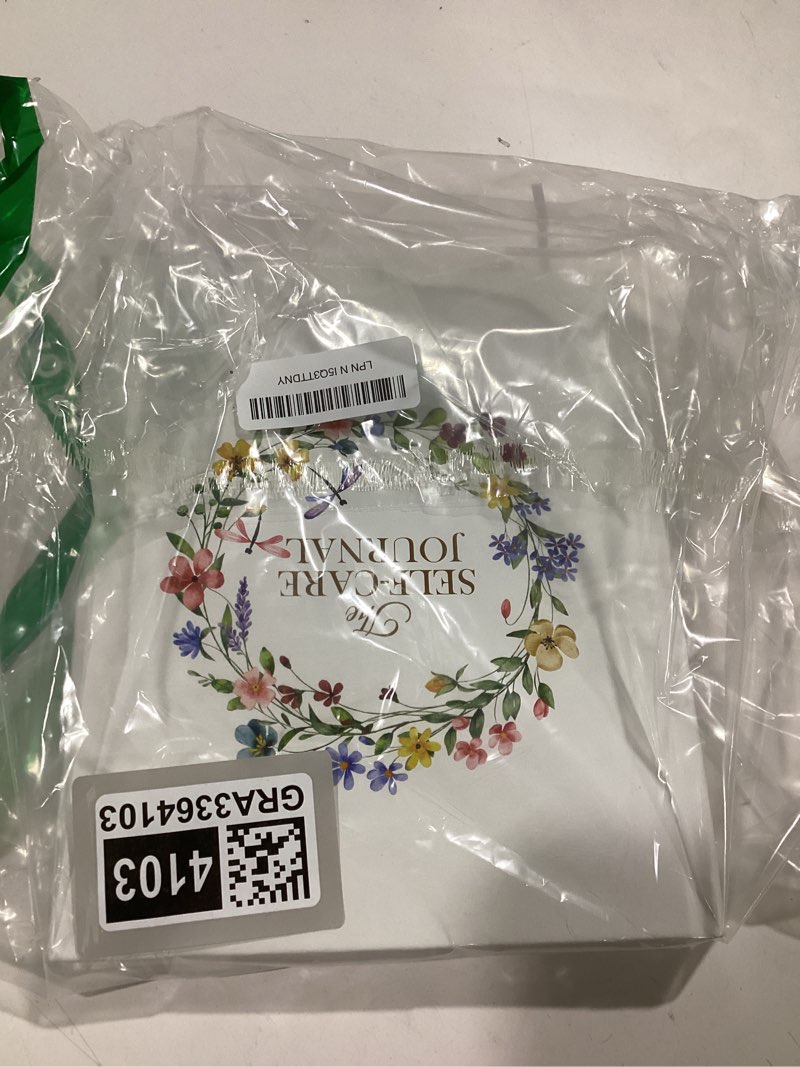 The
SELF-CARE
JOURNAL
LPN N I5Q3TTDNY
GRA3364103
4103